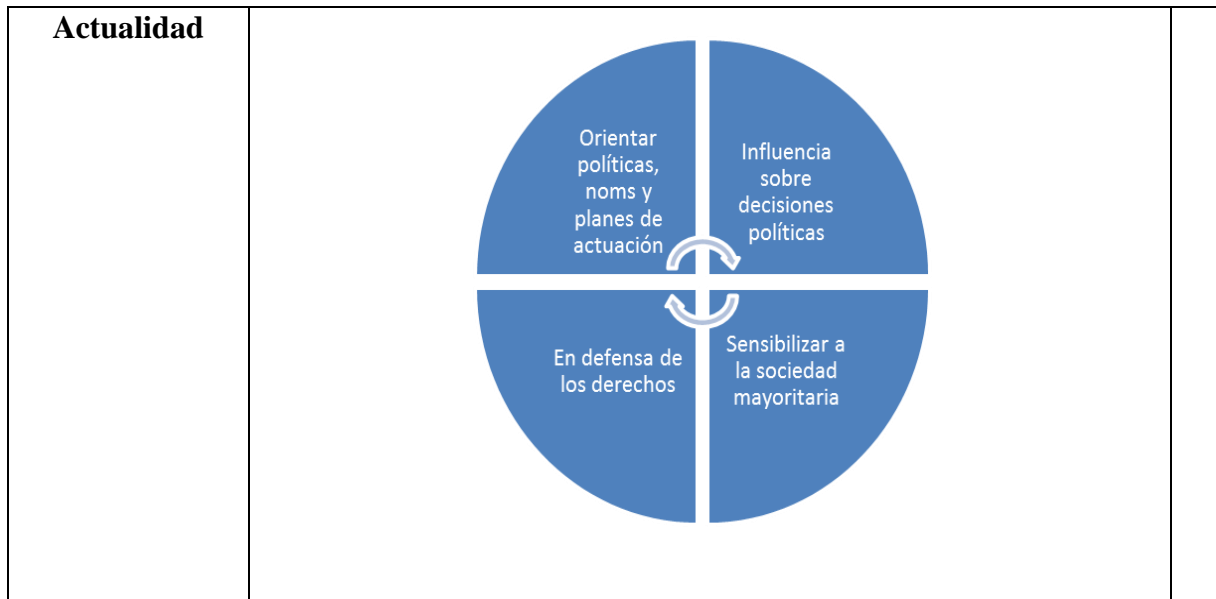 Actualidad
Orientar
políticas,
noms y
planes de
actuación
Influencia
sobre
decisiones
políticas
En defensa de
los derechos
Sensibilizar a
la sociedad
mayoritaria